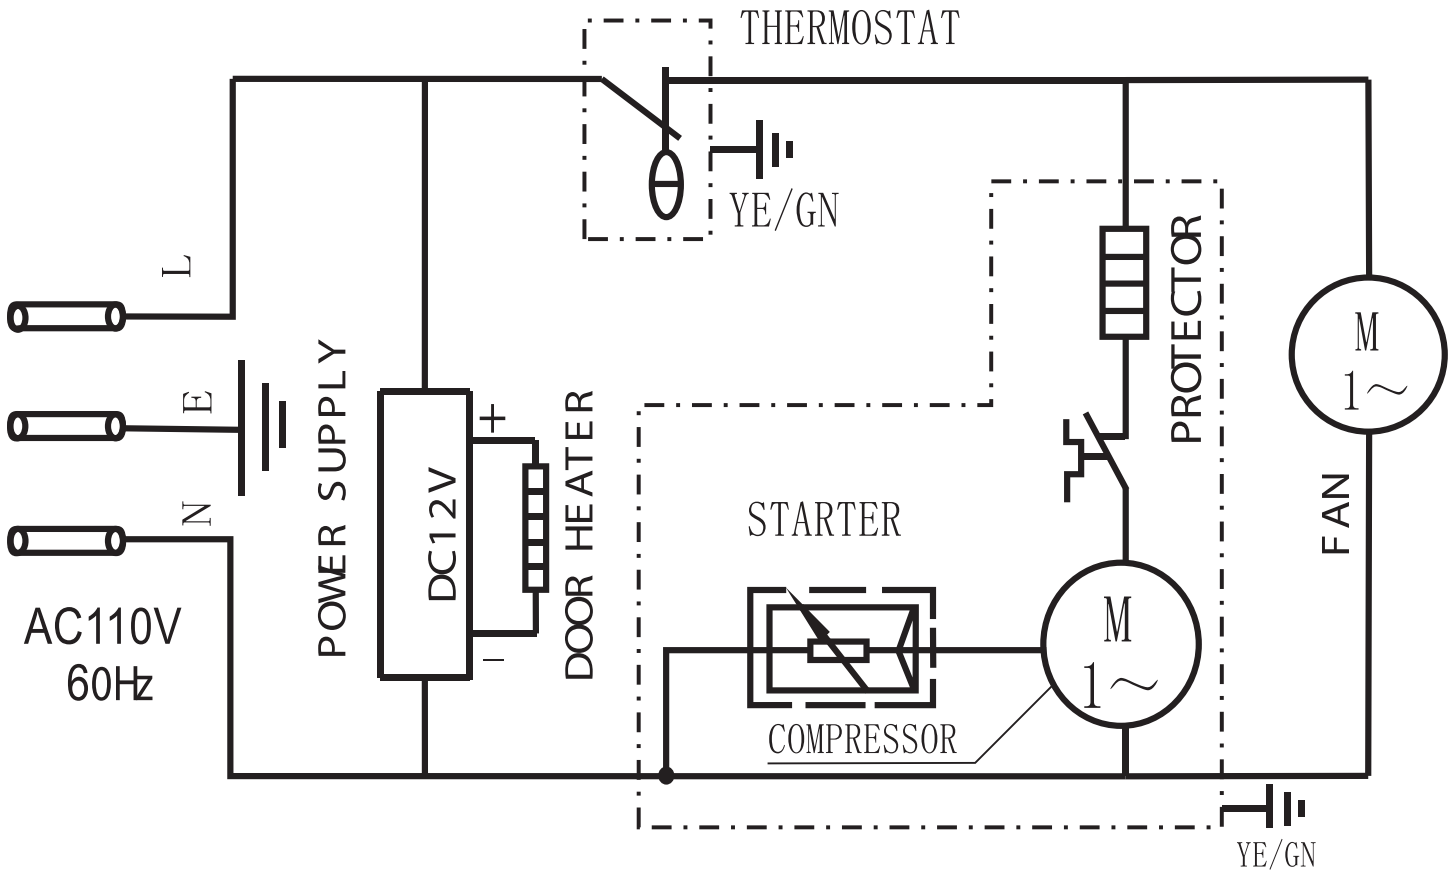 THERMOSTAT
YE/GN
L
E
N
AC110V
60Hz
POWER SUPPLY
DC12V
+
−
DOOR HEATER
PROTECTOR
STARTER
COMPRESSOR
M
1~
M
1~
FAN
YE/GN